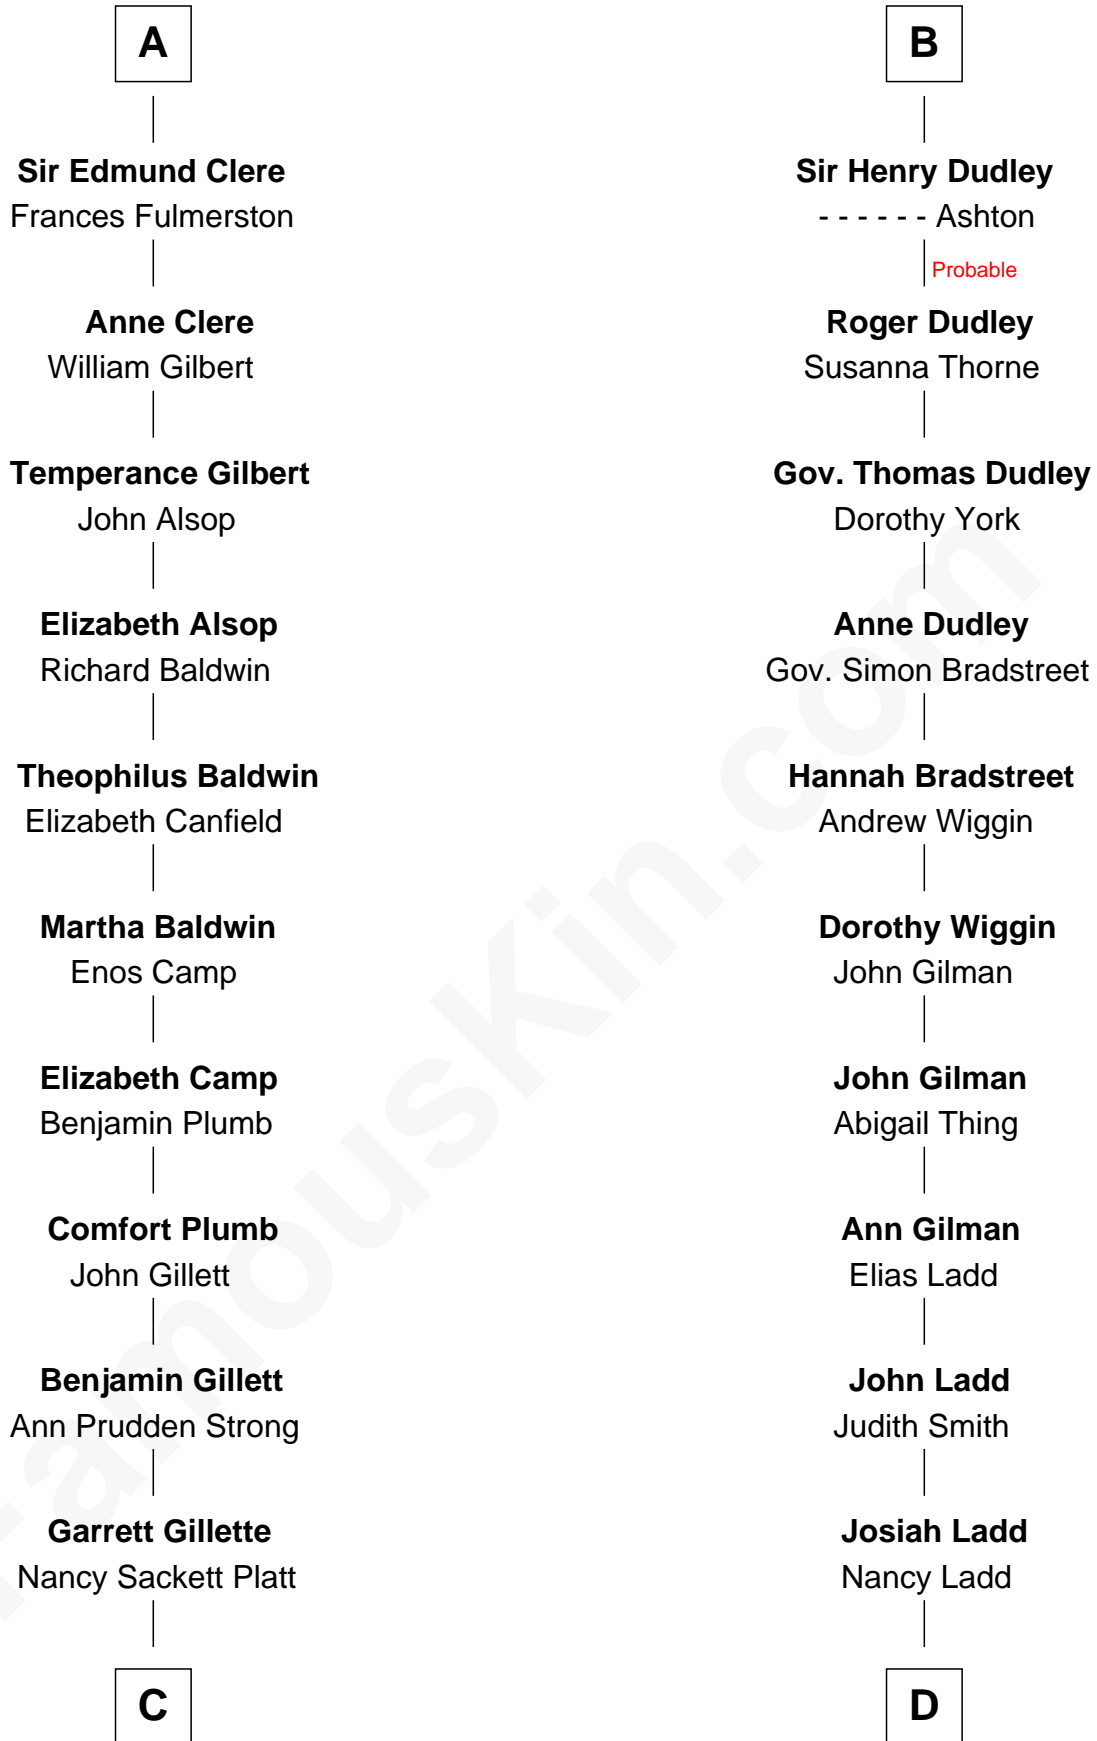 A
Sir Edmund Clere
Frances Fulmerston
Anne Clere
William Gilbert
Temperance Gilbert
John Alsop
Elizabeth Alsop
Richard Baldwin
Theophilus Baldwin
Elizabeth Canfield
Martha Baldwin
Enos Camp
Elizabeth Camp
Benjamin Plumb
Comfort Plumb
John Gillett
Benjamin Gillett
Ann Prudden Strong
Garrett Gillette
Nancy Sackett Platt
C
B
Sir Henry Dudley
- - - - - - Ashton
Probable
Roger Dudley
Susanna Thorne
Gov. Thomas Dudley
Dorothy York
Anne Dudley
Gov. Simon Bradstreet
Hannah Bradstreet
Andrew Wiggin
Dorothy Wiggin
John Gilman
John Gilman
Abigail Thing
Ann Gilman
Elias Ladd
John Ladd
Judith Smith
Josiah Ladd
Nancy Ladd
D
FamousKin.com